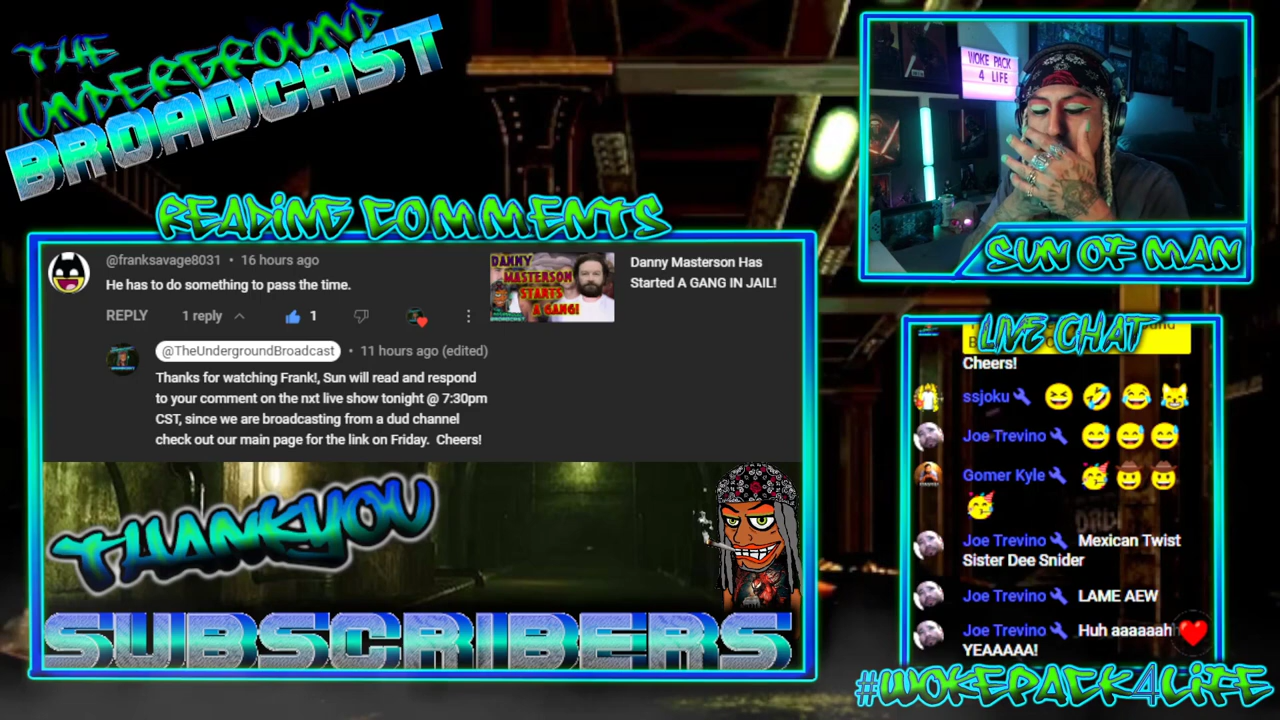 THE
UNDERGROUND
BROADCAST
READING COMMENTS
@franksavage8031 • 16 hours ago
He has to do something to pass the time.
REPLY 1 reply 1
DANNY
MASTERSON
STARTS
A GANG!
Danny Masterson Has
Started A GANG IN JAIL!
@TheUndergroundBroadcast • 11 hours ago (edited)
Thanks for watching Frank!, Sun will read and respond
to your comment on the nxt live show tonight @ 7:30pm
CST, since we are broadcasting from a dud channel
check out our main page for the link on Friday. Cheers!
THANKYOU
SUBSCRIBERS
WOKE PACK
4 LIFE
SUN OF MAN
LIVE CHAT
Cheers!
ssjoku
Joe Trevino
Gomer Kyle
Joe Trevino Mexican Twist
Sister Dee Snider
Joe Trevino LAME AEW
Joe Trevino Huh aaaaaah
YEAAAAA!
#WOKEPACK4LIFE